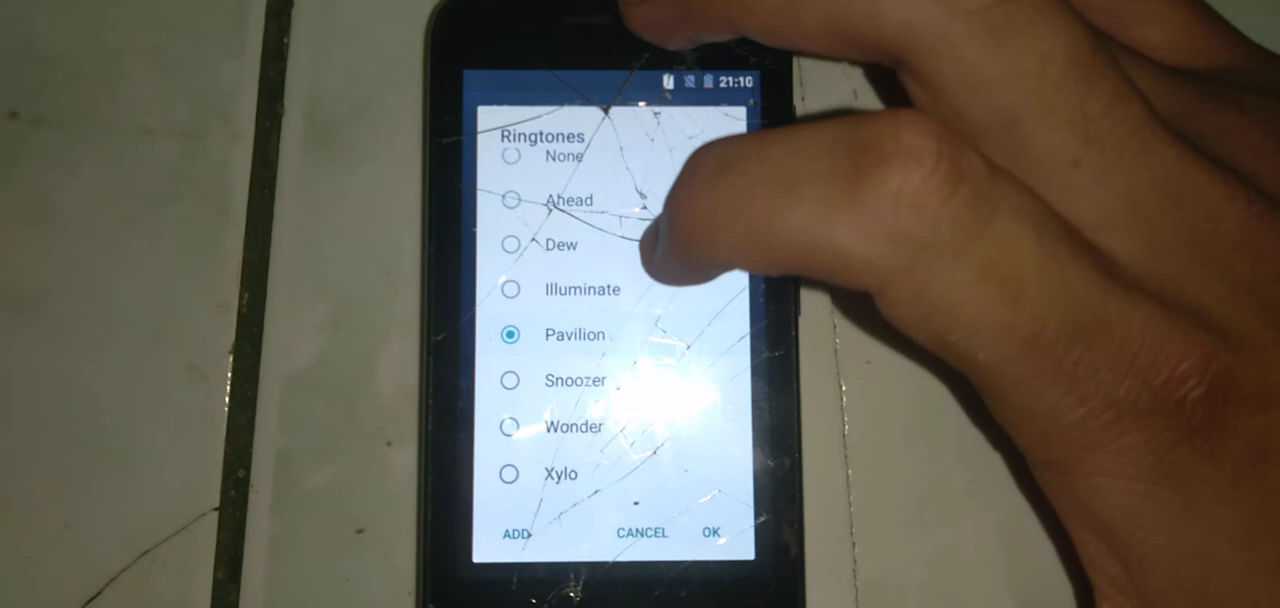 21:10
Ringtones
None
Ahead
Dew
Illuminate
Pavilion
Snoozer
Wonder
Xylo
ADD CANCEL OK